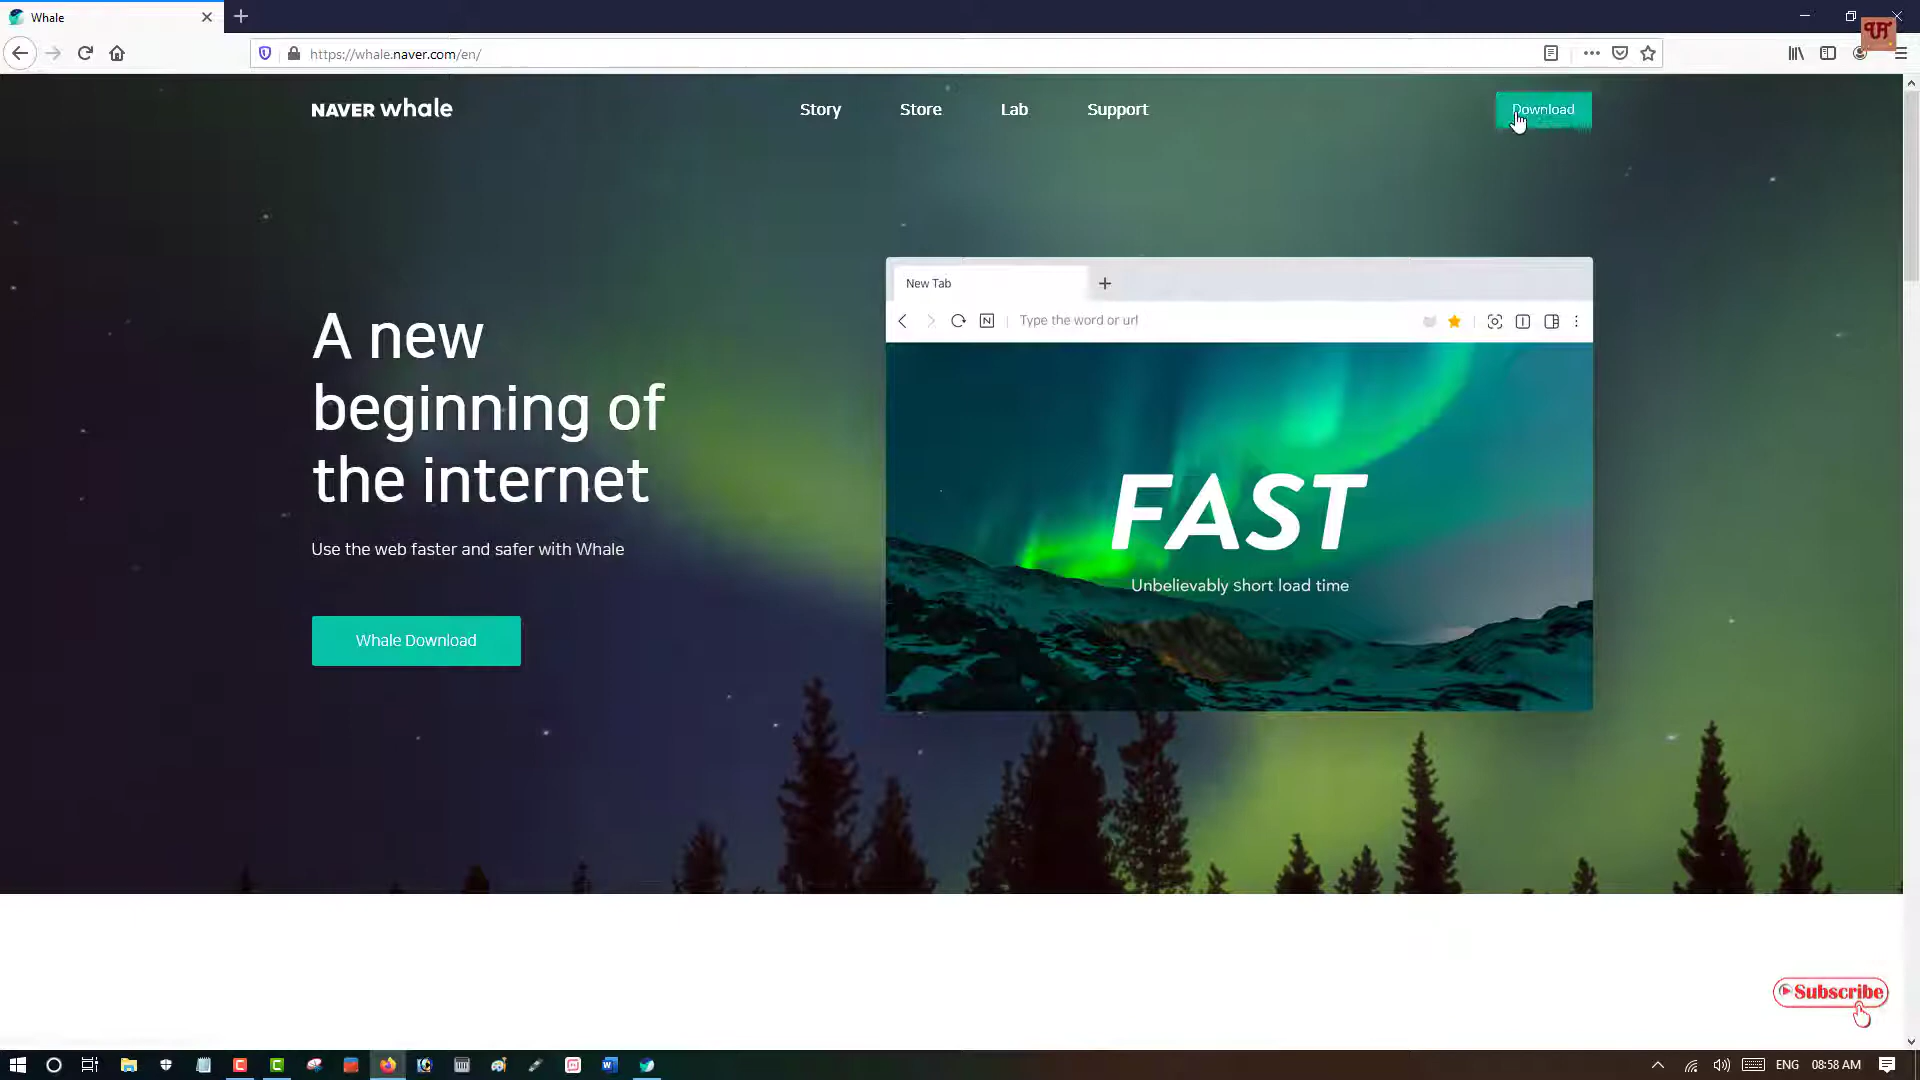 Whale
https://whale.naver.com/en/
NAVER whale
Story
Store
Lab
Support
Download
New Tab
N
Type the word or url
A new
beginning of
the internet
FAST
Unbelievably short load time
Use the web faster and safer with Whale
Whale Download
Subscribe
ENG
08:58 AM